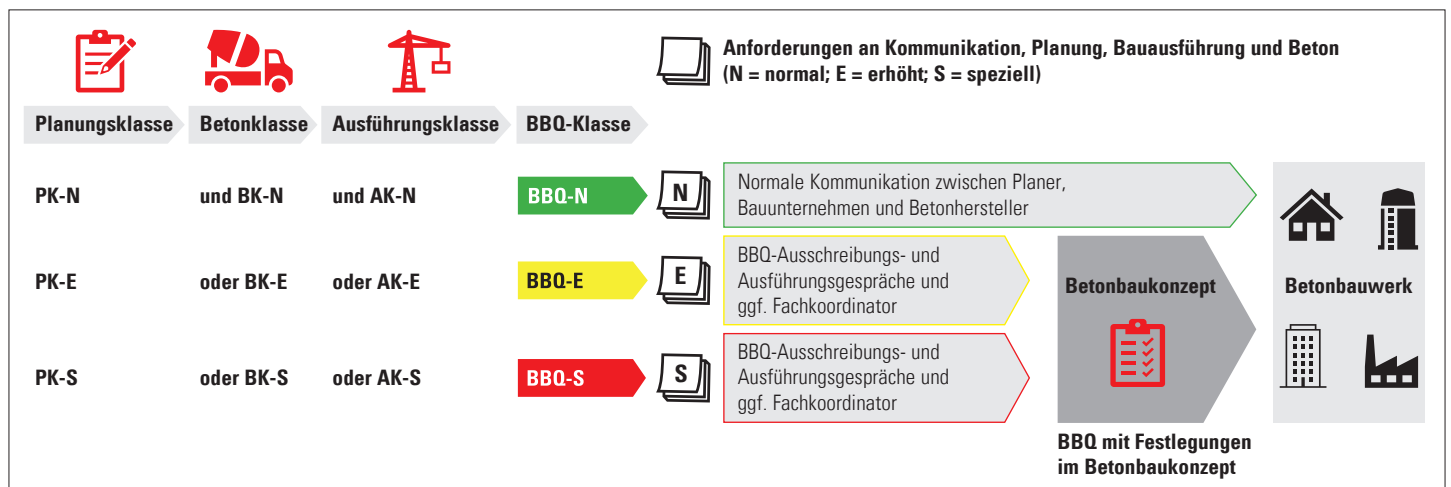 Anforderungen an Kommunikation, Planung, Bauausführung und Beton
(N = normal; E = erhöht; S = speziell)
Planungsklasse Betonklasse Ausführungsklasse BBQ-Klasse
PK-N und BK-N und AK-N BBQ-N N
Normale Kommunikation zwischen Planer,
Bauunternehmen und Betonhersteller
PK-E oder BK-E oder AK-E BBQ-E E
BBQ-Ausschreibungs- und
Ausführungsgespräche und
ggf. Fachkoordinator
PK-S oder BK-S oder AK-S BBQ-S S
BBQ-Ausschreibungs- und
Ausführungsgespräche und
ggf. Fachkoordinator
Betonbaukonzept
BBQ mit Festlegungen
im Betonbaukonzept
Betonbauwerk